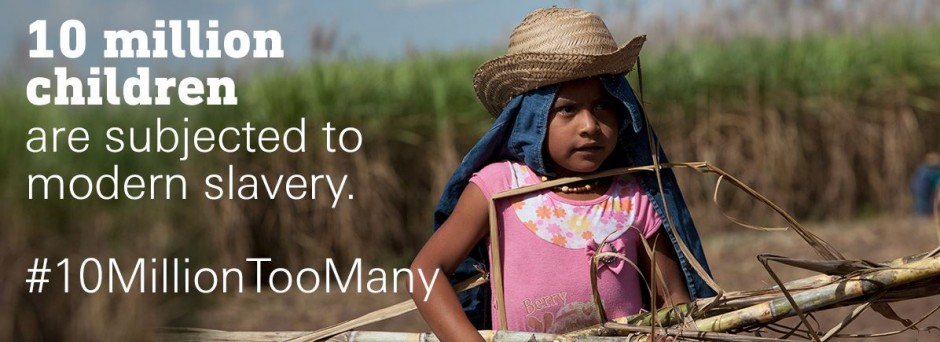 10 million
children
are subjected to
modern slavery.
#10MillionTooMany
Berry